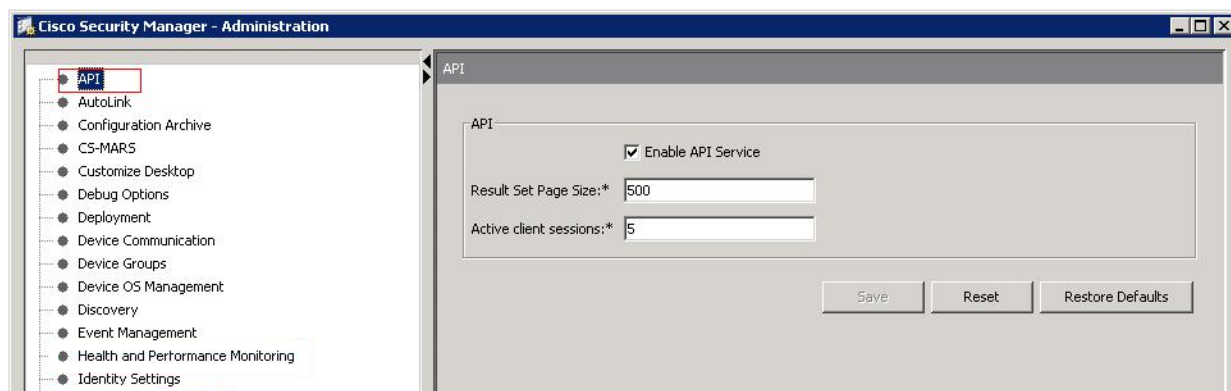 Cisco Security Manager - Administration
API
AutoLink
Configuration Archive
CS-MARS
Customize Desktop
Debug Options
Deployment
Device Communication
Device Groups
Device OS Management
Discovery
Event Management
Health and Performance Monitoring
Identity Settings
API
API
Enable API Service
Result Set Page Size:* 500
Active client sessions:* 5
Save Reset Restore Defaults